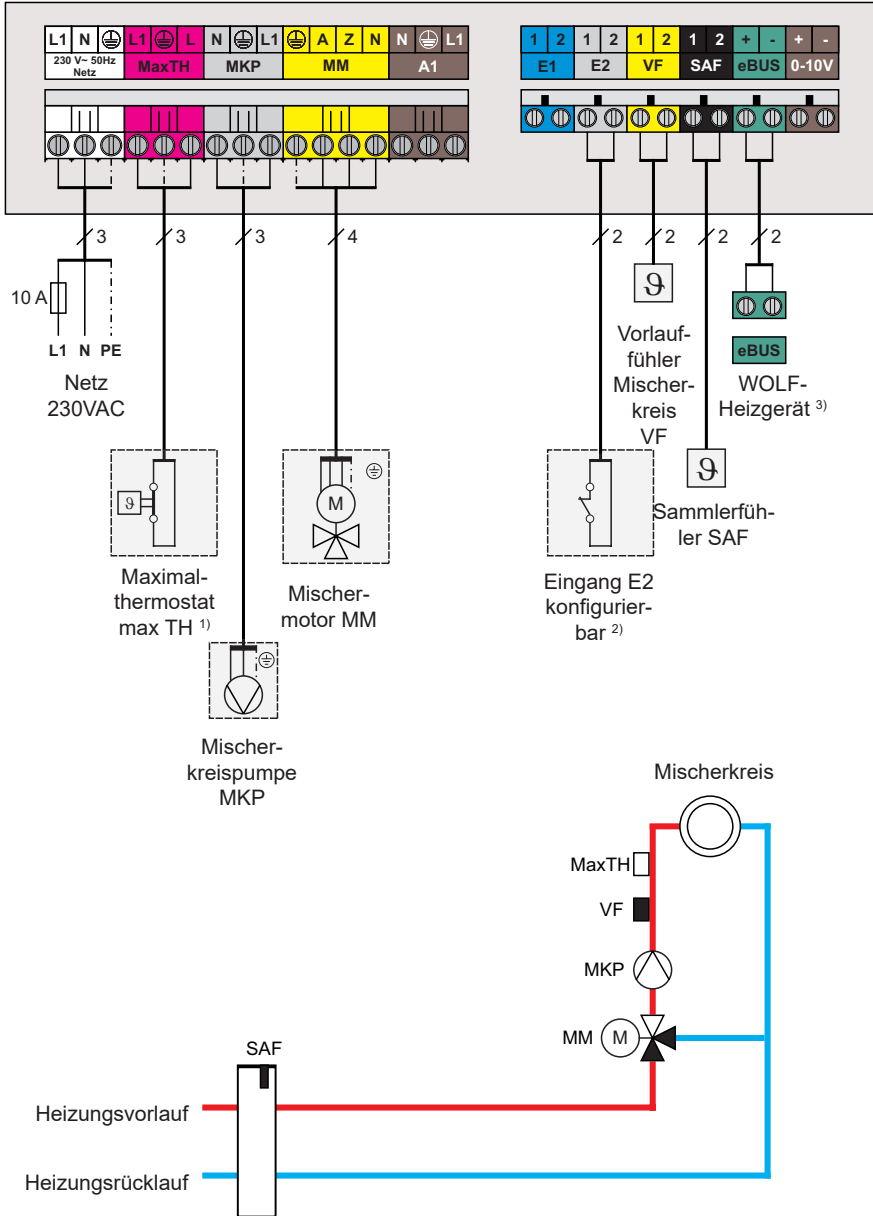 L1 N L1 L N L1 A Z N N L1
230 V~ 50Hz
Netz
MaxTH MKP MM A1
1 2 1 2 1 2 1 2 + - + -
E1 E2 VF SAF eBUS 0-10V
3 3 3 4 2 2 2 2
10 A
L1 N PE
Netz
230VAC
ϑ
Maximal-
thermostat
max TH 1)
M
Mischer-
motor MM
Mischer-
kreispumpe
MKP
Eingang E2
konfigurier-
bar 2)
ϑ
Vorlauf-
fühler
Mischer-
kreis
VF
ϑ
Sammlerfüh-
ler SAF
eBUS
WOLF-
Heizgerät 3)
Mischerkreis
MaxTH
VF
MKP
MM M
SAF
Heizungsvorlauf
Heizungsrücklauf